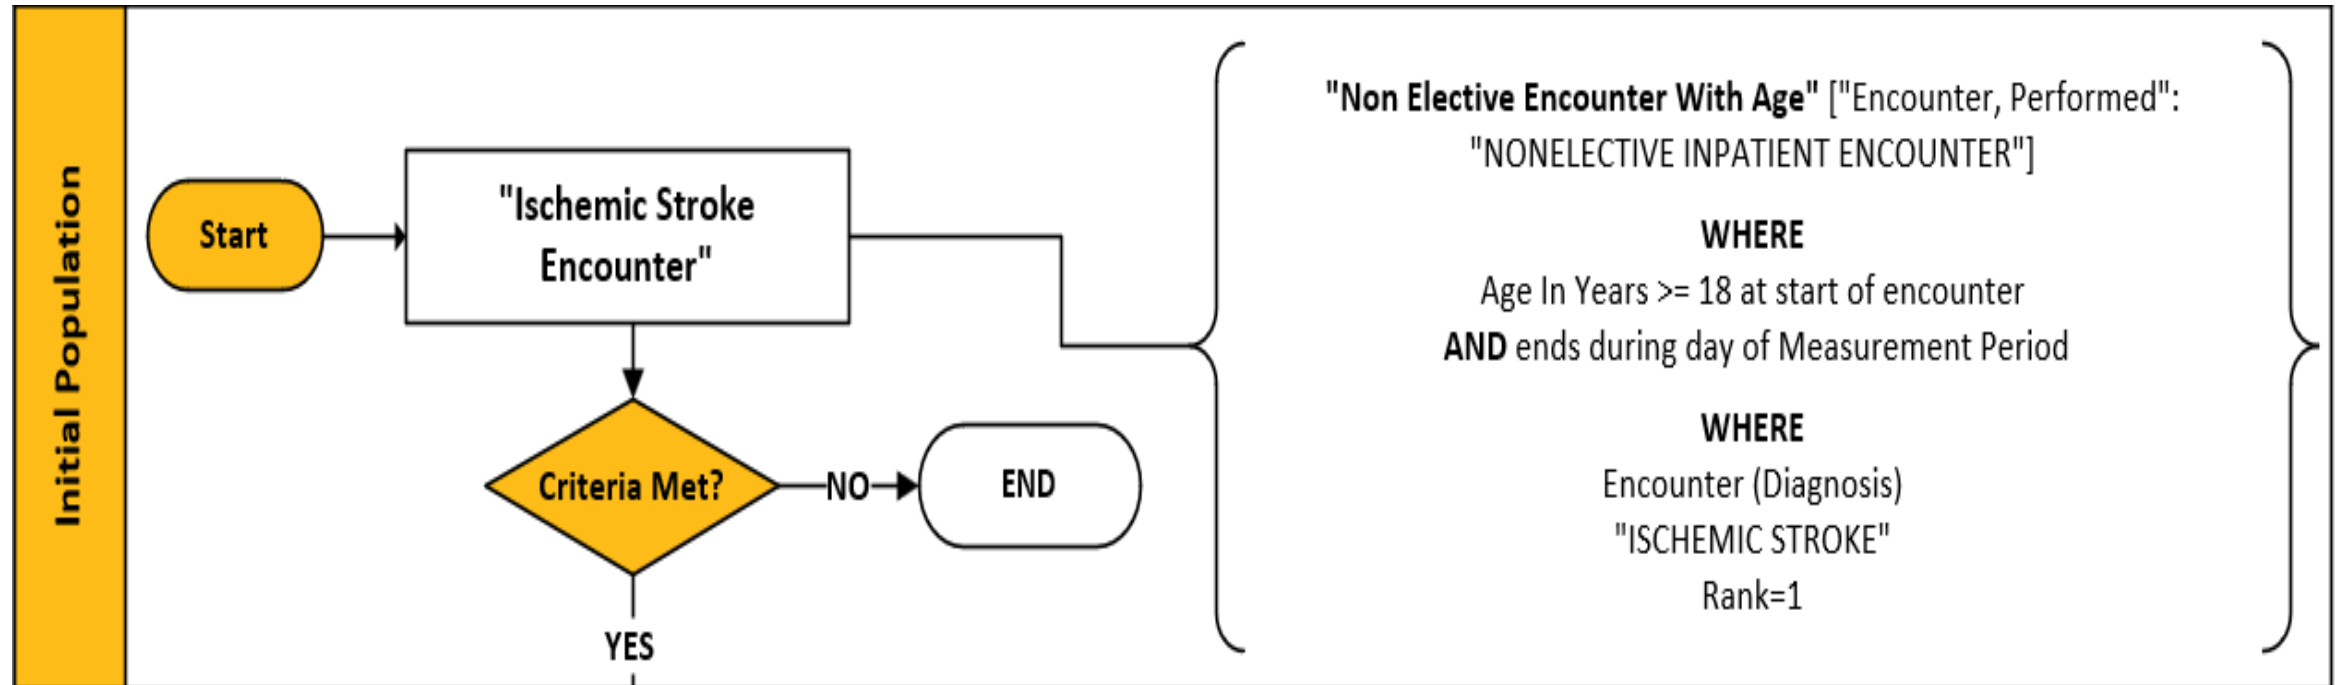 Initial Population
Start
"Ischemic Stroke
Encounter"
Criteria Met?
NO
END
YES
"Non Elective Encounter With Age" ["Encounter, Performed":
"NONELECTIVE INPATIENT ENCOUNTER"]
WHERE
Age In Years >= 18 at start of encounter
AND ends during day of Measurement Period
WHERE
Encounter (Diagnosis)
"ISCHEMIC STROKE"
Rank=1